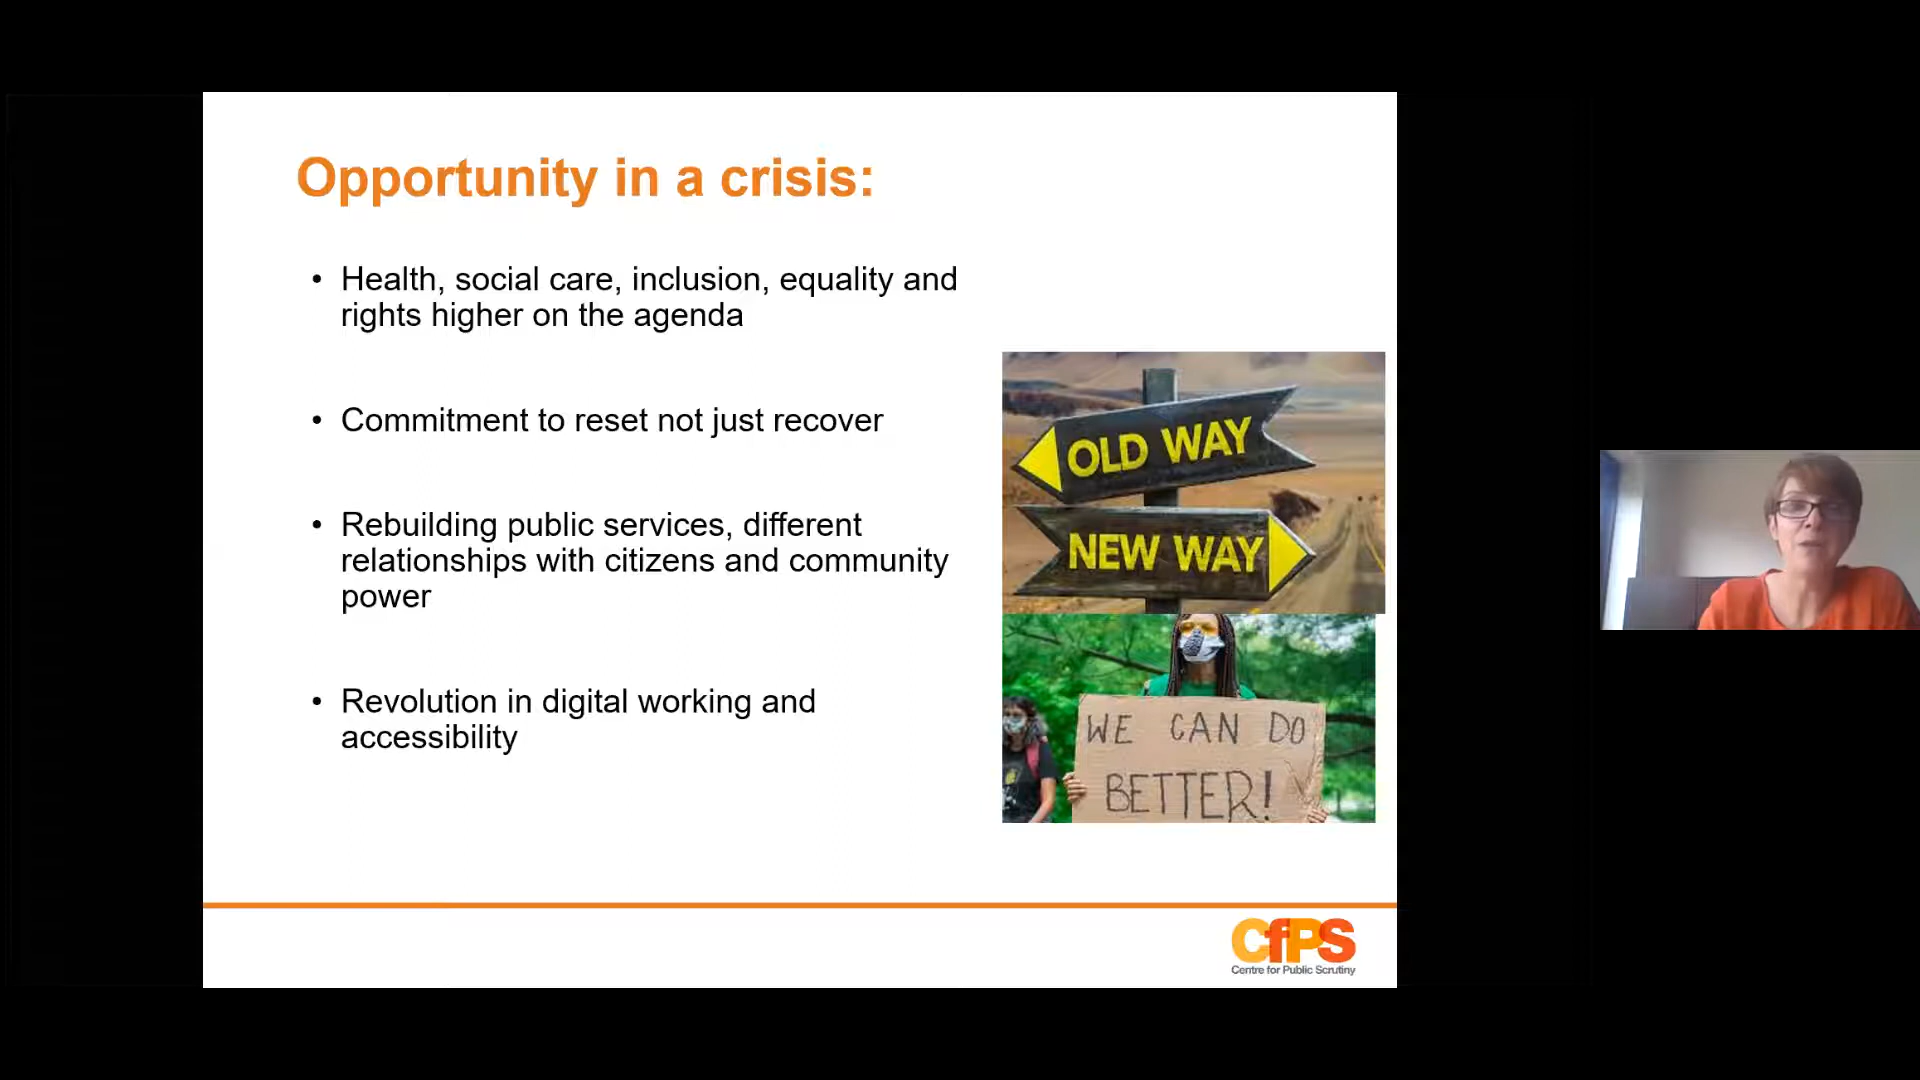 Opportunity in a crisis:
• Health, social care, inclusion, equality and
rights higher on the agenda
• Commitment to reset not just recover
• Rebuilding public services, different
relationships with citizens and community
power
• Revolution in digital working and
accessibility
OLD WAY
NEW WAY
WE CAN DO
BETTER!
CfPS
Centre for Public Scrutiny